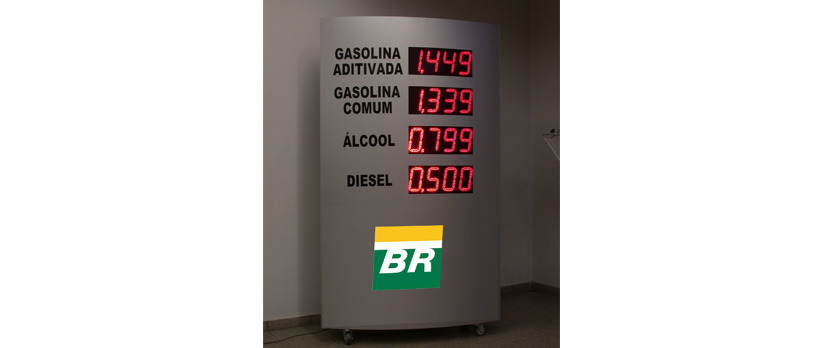 GASOLINA
ADITIVADA 1,449
GASOLINA
COMUM 1,339
ÁLCOOL 0,799
DIESEL 0,500
BR